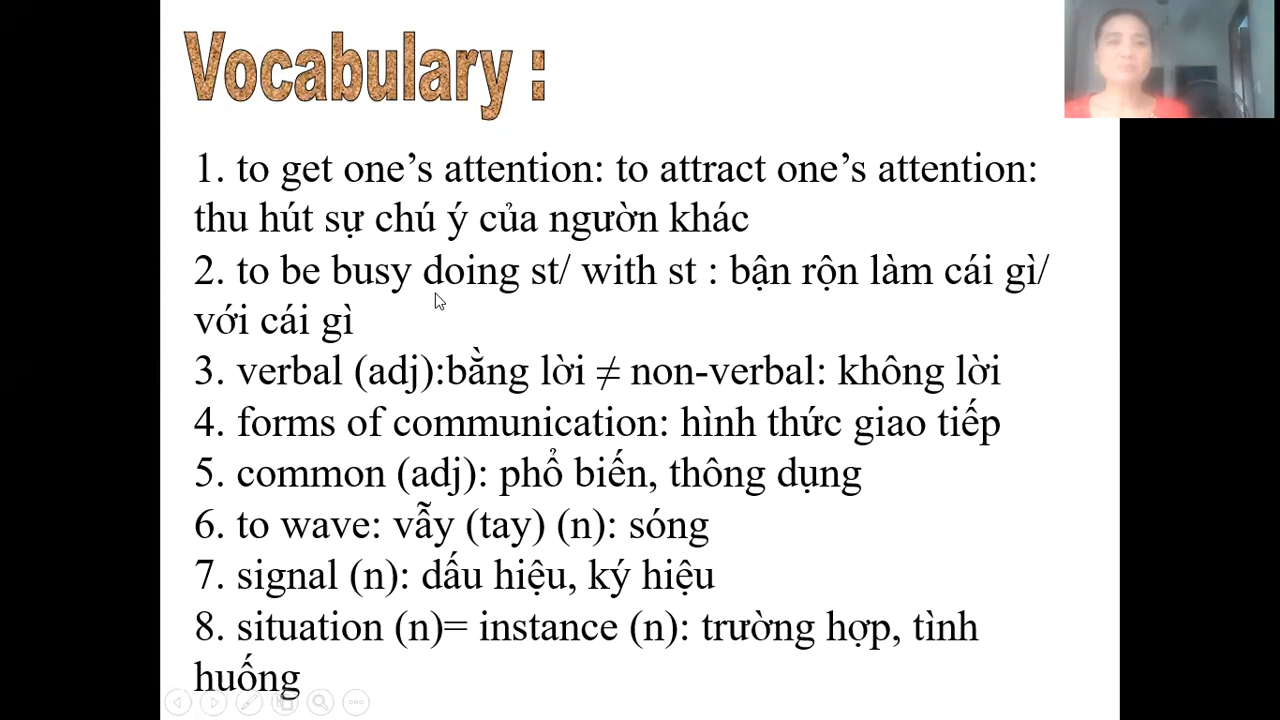 Vocabulary :
1. to get one’s attention: to attract one’s attention:
thu hút sự chú ý của ngườn khác
2. to be busy doing st/ with st : bận rộn làm cái gì/
với cái gì
3. verbal (adj):bằng lời ≠ non-verbal: không lời
4. forms of communication: hình thức giao tiếp
5. common (adj): phổ biến, thông dụng
6. to wave: vẫy (tay) (n): sóng
7. signal (n): dấu hiệu, ký hiệu
8. situation (n)= instance (n): trường hợp, tình
huống